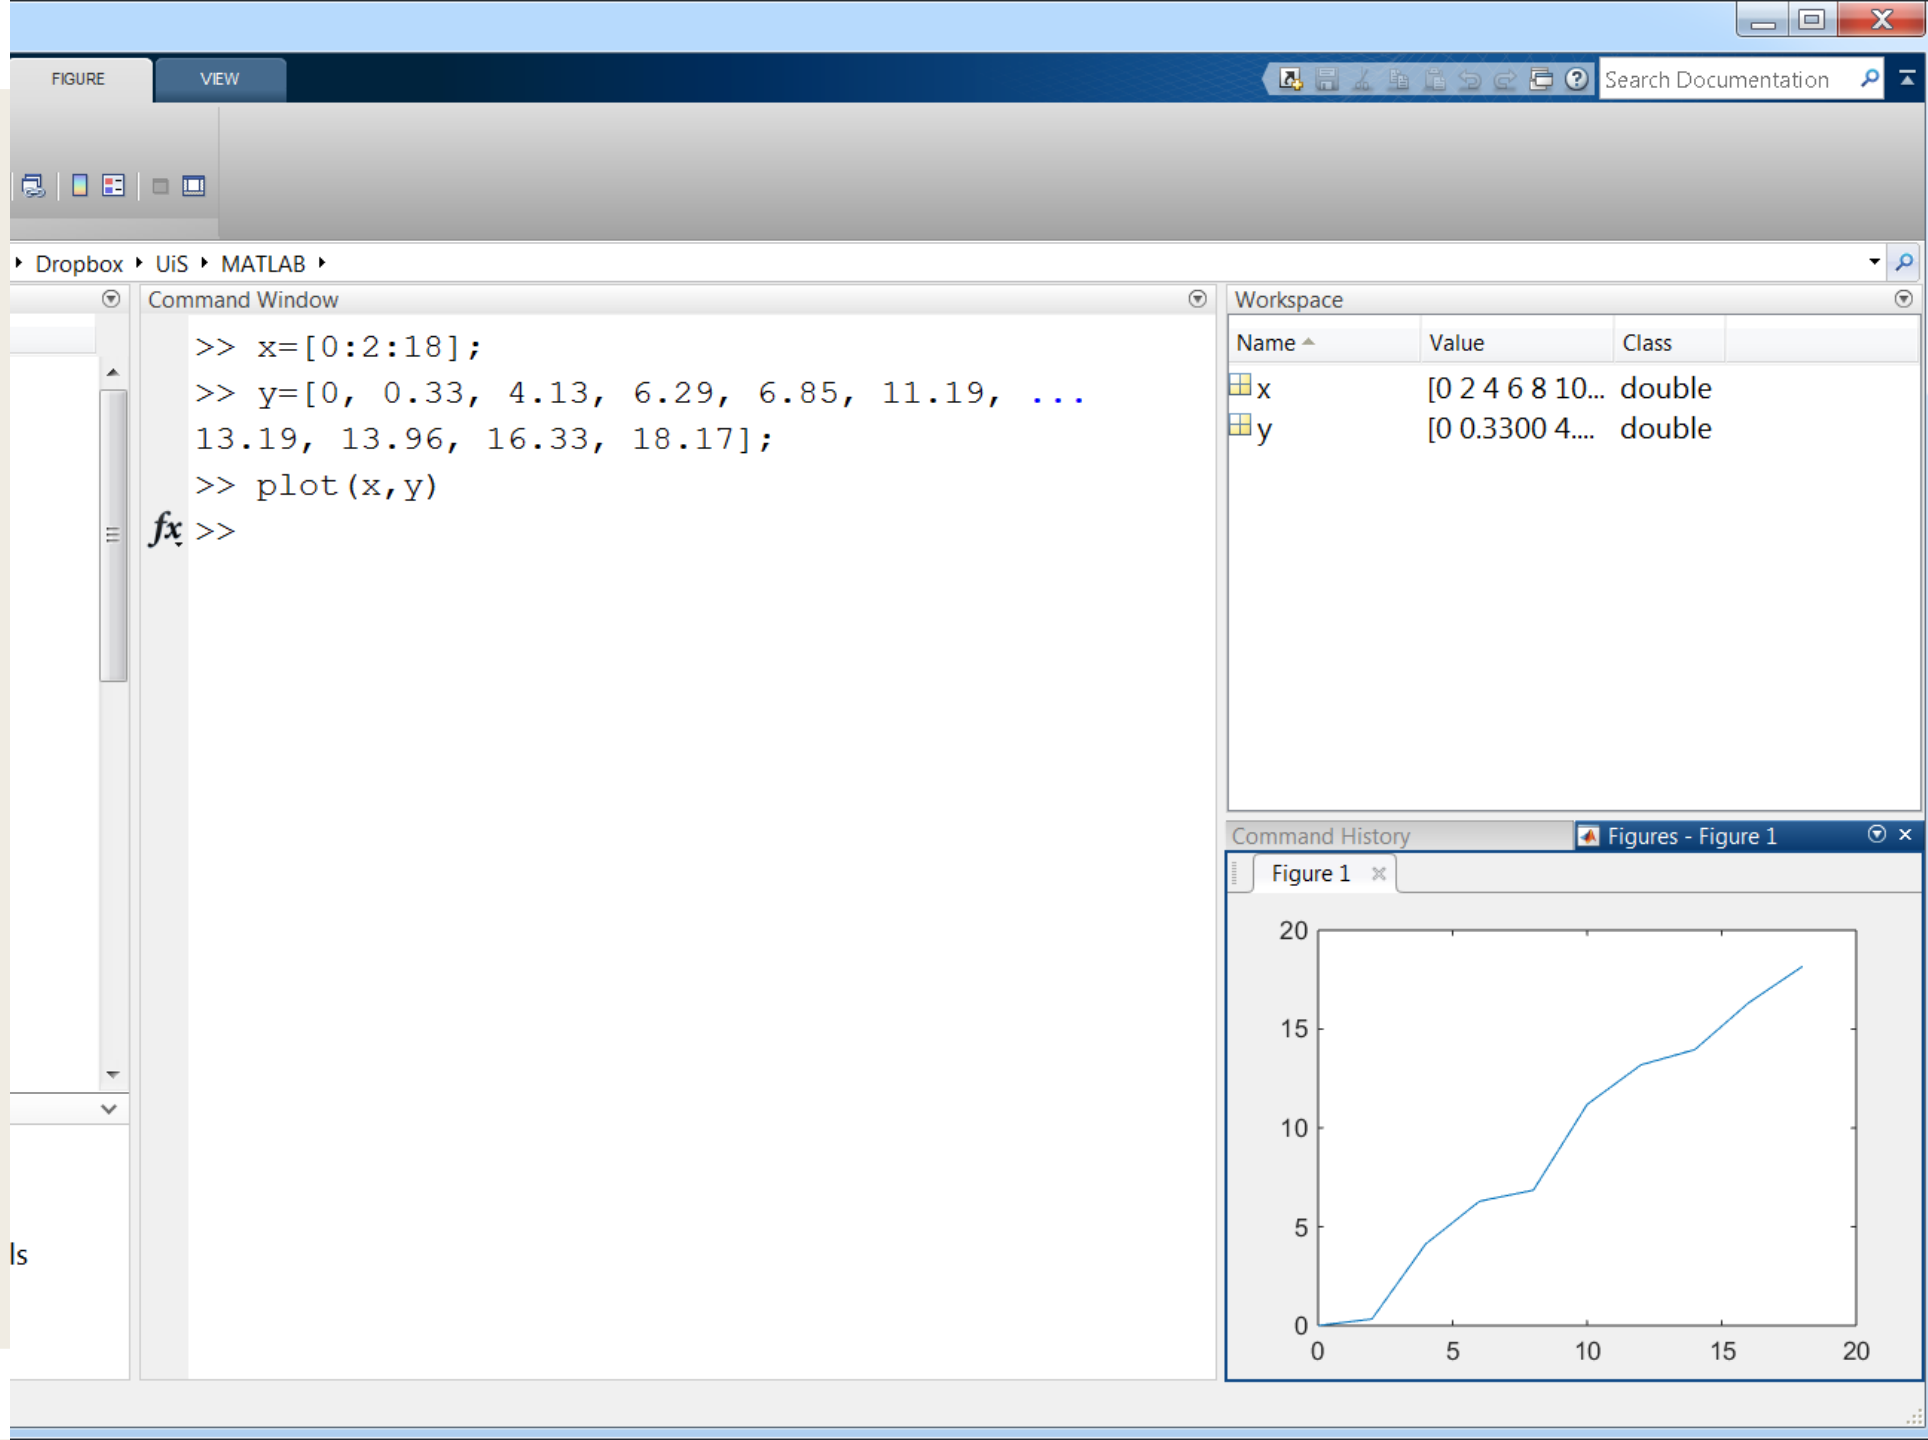 FIGURE
VIEW
Search Documentation
Dropbox UiS MATLAB
Command Window
>> x=[0:2:18];
>> y=[0, 0.33, 4.13, 6.29, 6.85, 11.19, ...
13.19, 13.96, 16.33, 18.17];
>> plot(x,y)
fx >>
ls
Workspace
Name Value Class
x [0 2 4 6 8 10... double
y [0 0.3300 4.... double
Command History
Figures - Figure 1
Figure 1
20
15
10
5
0
0 5 10 15 20